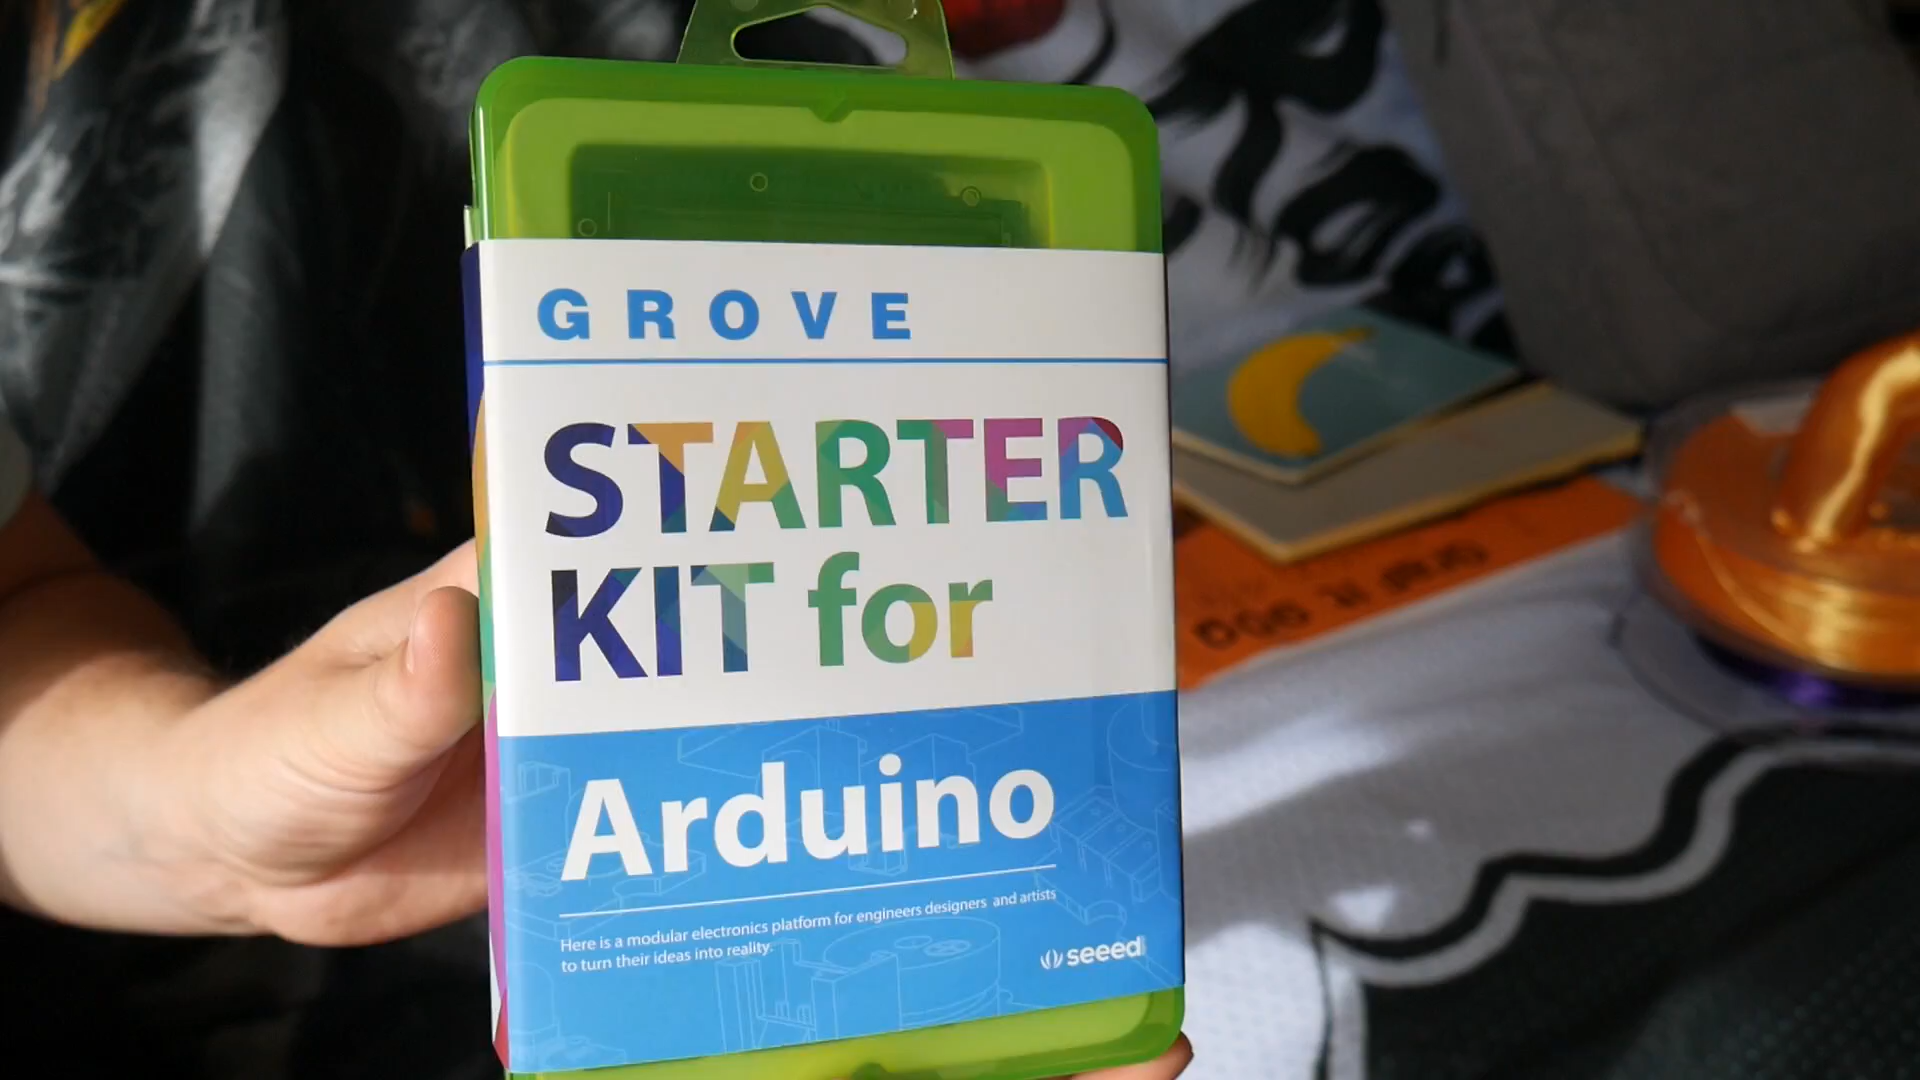 GROVE
STARTER
KIT for
Arduino
Here is a modular electronics platform for engineers designers and artists
to turn their ideas into reality.
seeed